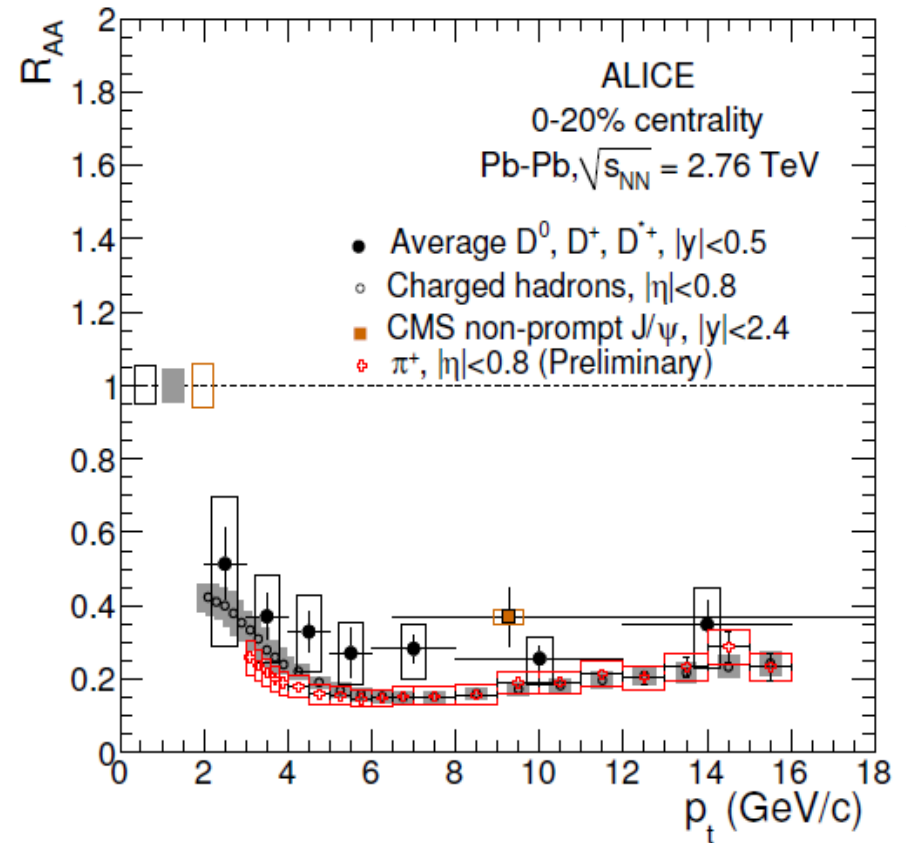 R_AA
2
1.8
1.6
1.4
1.2
1
0.8
0.6
0.4
0.2
0
ALICE
0-20% centrality
Pb-Pb,√s_NN = 2.76 TeV
Average D⁰, D⁺, D*⁺, |y|<0.5
Charged hadrons, |η|<0.8
CMS non-prompt J/ψ, |y|<2.4
π⁺, |η|<0.8 (Preliminary)
0 2 4 6 8 10 12 14 16 18
p_t (GeV/c)